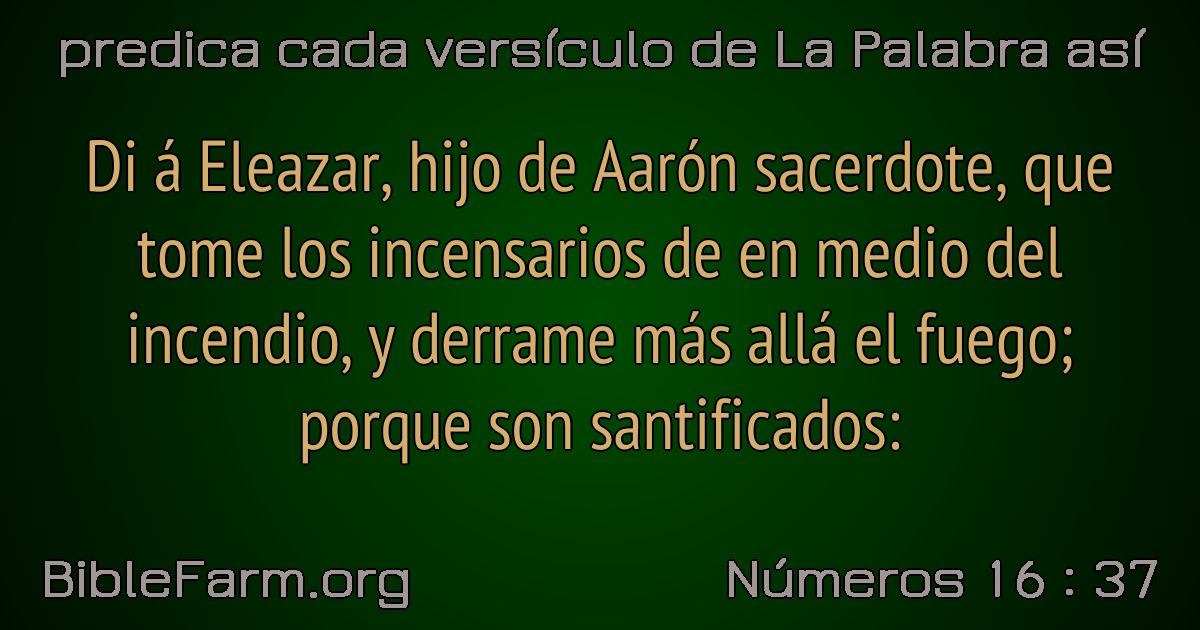 predica cada versículo de La Palabra así
Di á Eleazar, hijo de Aarón sacerdote, que
tome los incensarios de en medio del
incendio, y derrame más allá el fuego;
porque son santificados:
BibleFarm.org
Números 16 : 37